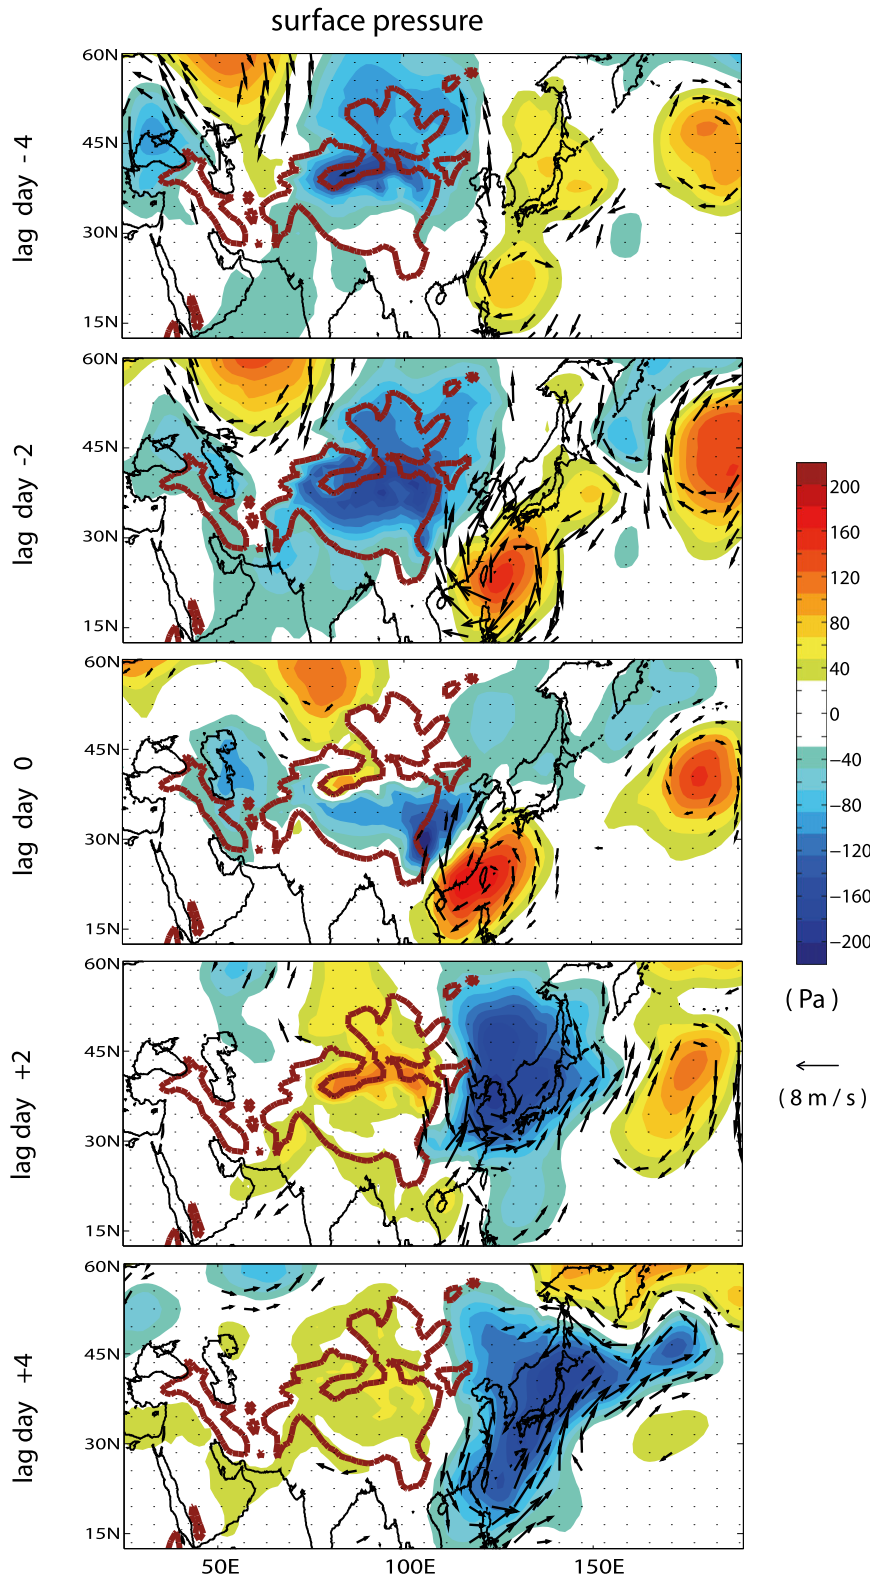 surface pressure
60N
45N
30N
15N
lag day - 4
60N
45N
30N
15N
lag day -2
60N
45N
30N
15N
lag day 0
60N
45N
30N
15N
lag day +2
60N
45N
30N
15N
lag day +4
50E 100E 150E
200
160
120
80
40
0
−40
−80
−120
−160
−200
( Pa )
( 8 m / s )